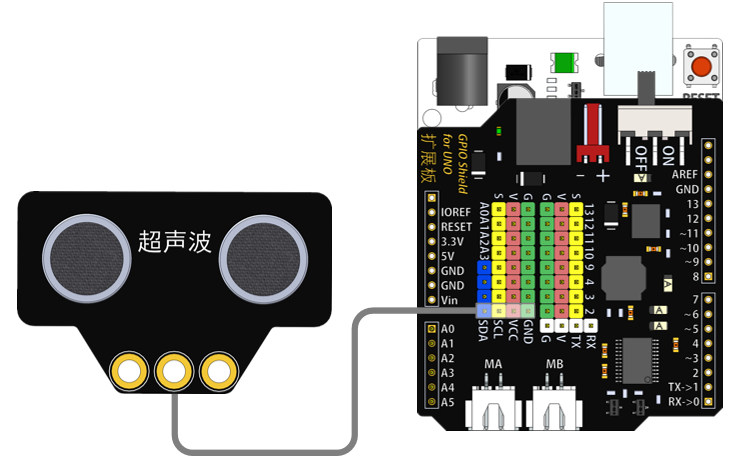 超声波
RESET
GPIO Shield
for UNO
扩展板
OFF
ON
- +
S V G G V S
A0 A1 A2 A3
13 12 11 10 9 4 3 2
SDA SCL VCC GND G V TX RX
IOREF
RESET
3.3V
5V
GND
GND
Vin
A0
A1
A2
A3
A4
A5
AREF
GND
13
12
~11
~10
~9
8
7
~6
~5
4
~3
2
TX->1
RX->0
A
A
A
A
MA
MB